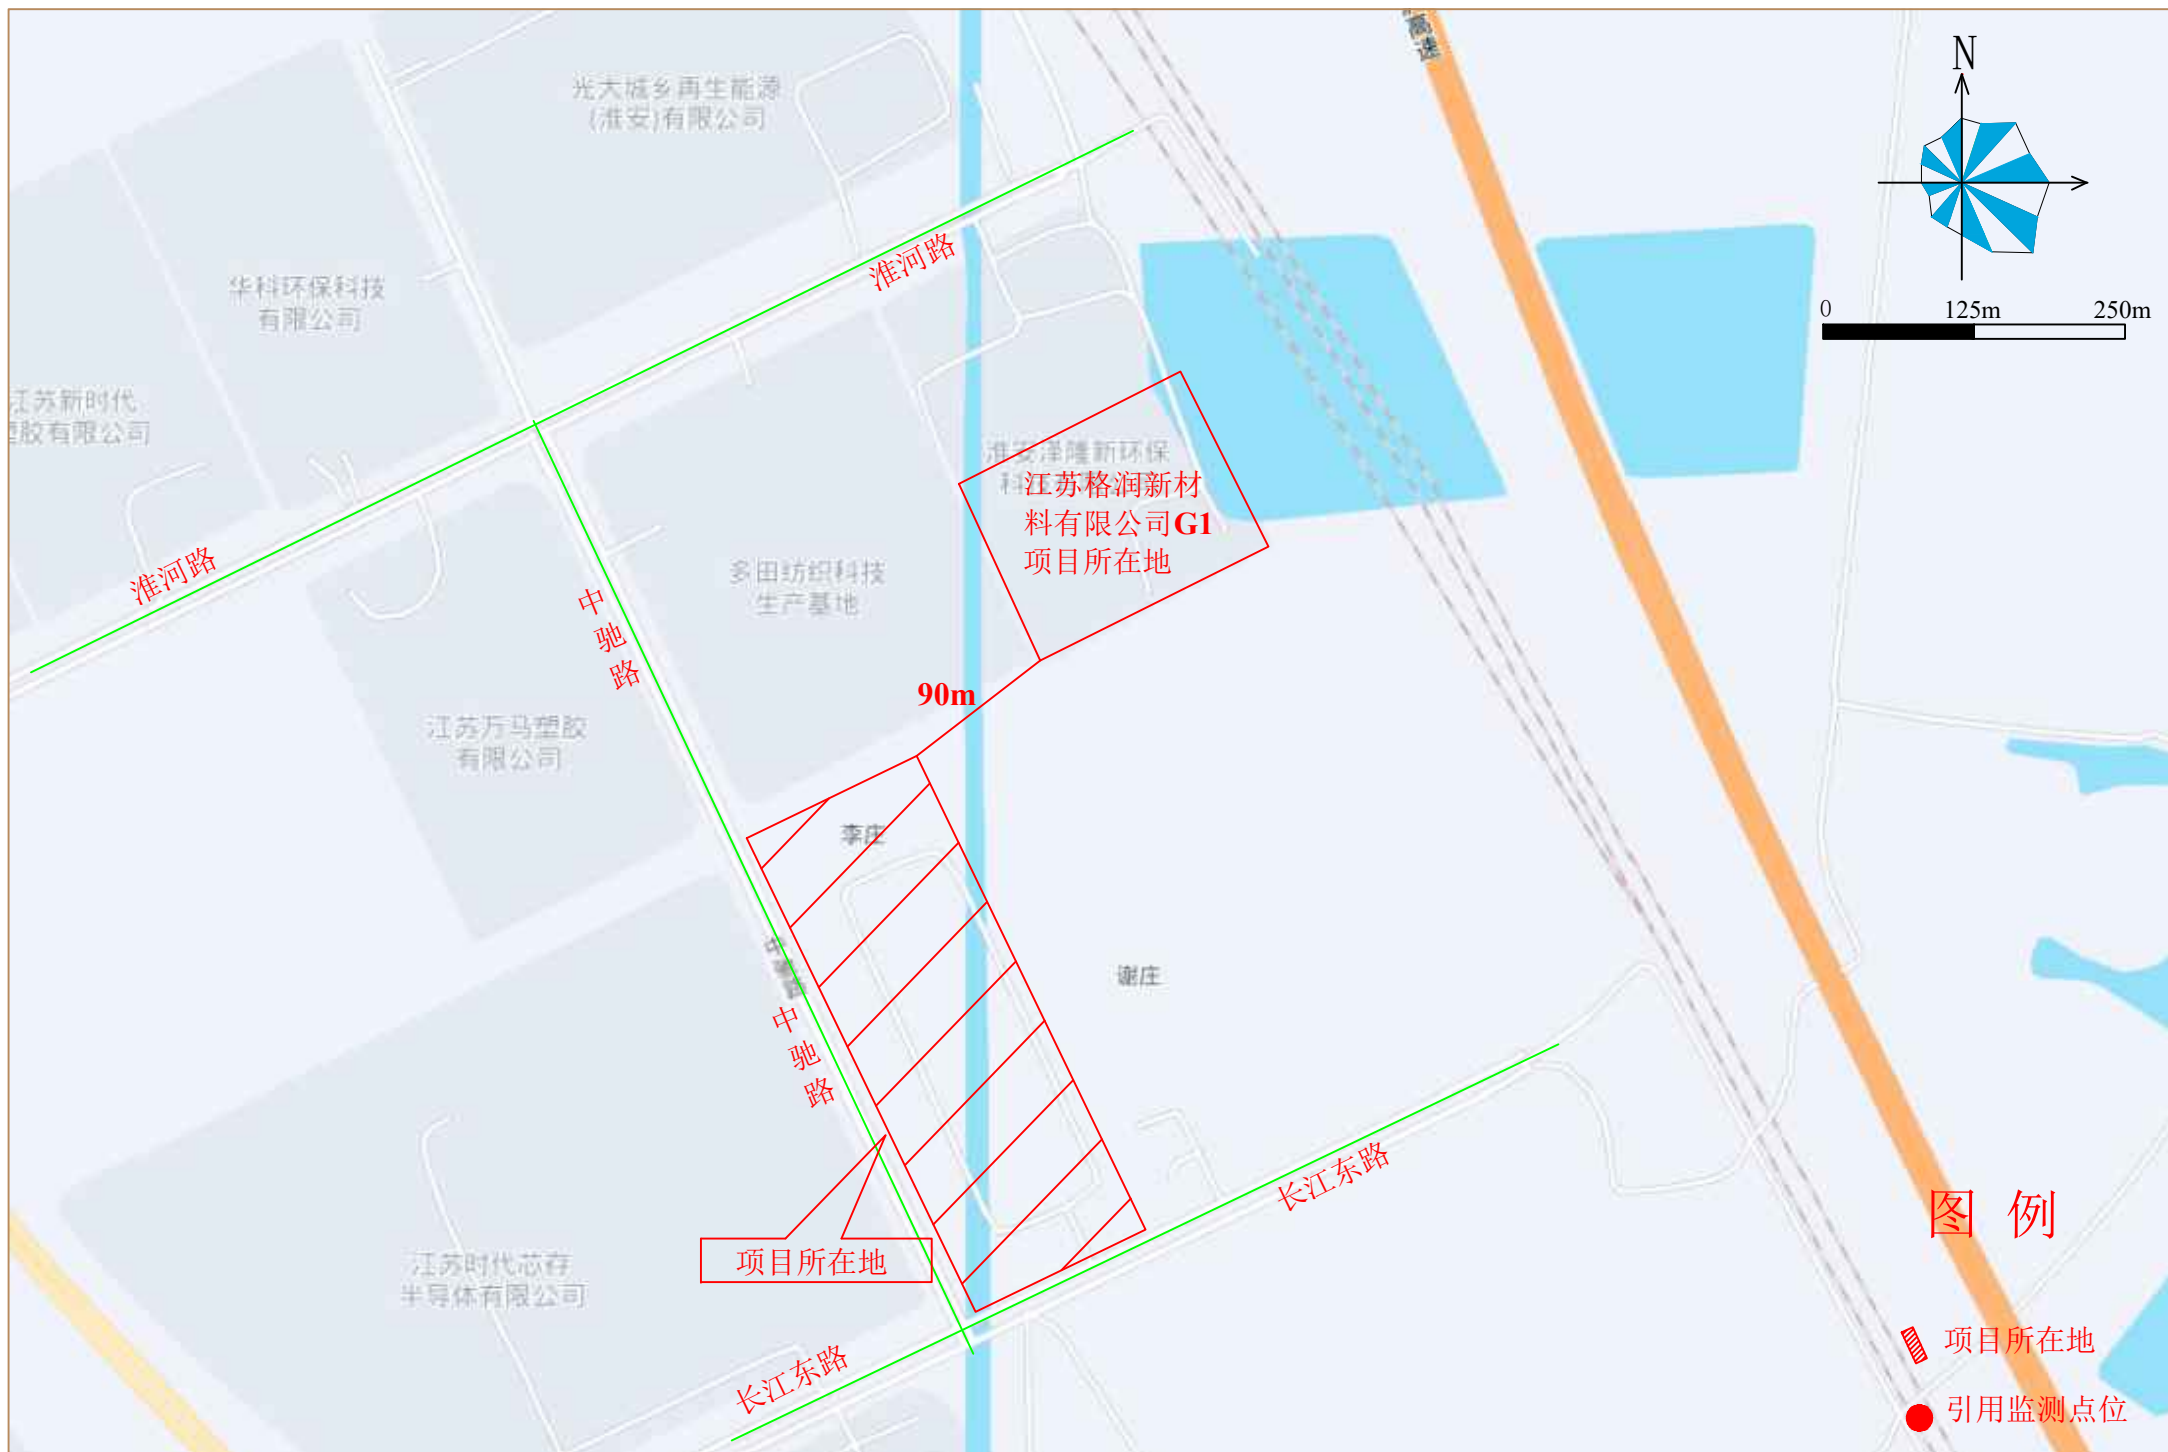 高速
N
光大城乡再生能源
(淮安)有限公司
淮河路
华科环保科技
有限公司
0 125m 250m
江苏新时代
塑胶有限公司
淮安泽隆新环保
江苏格润新材
料有限公司G1
项目所在地
淮河路
多田纺织科技
生产基地
中驰路
90m
江苏万马塑胶
有限公司
李庄
谢庄
中驰路
长江东路
图 例
项目所在地
江苏时代芯存
半导体有限公司
项目所在地
长江东路
引用监测点位